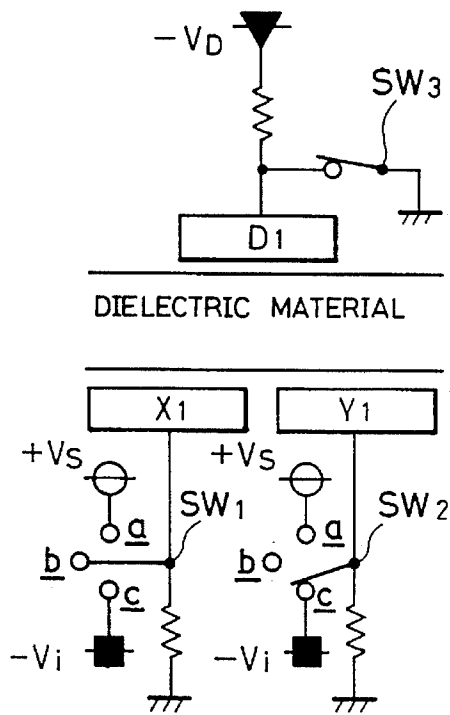 -VD
SW3
D1
DIELECTRIC MATERIAL
X1 Y1
+VS +VS
a SW1 a SW2
b b
c c
-Vi -Vi